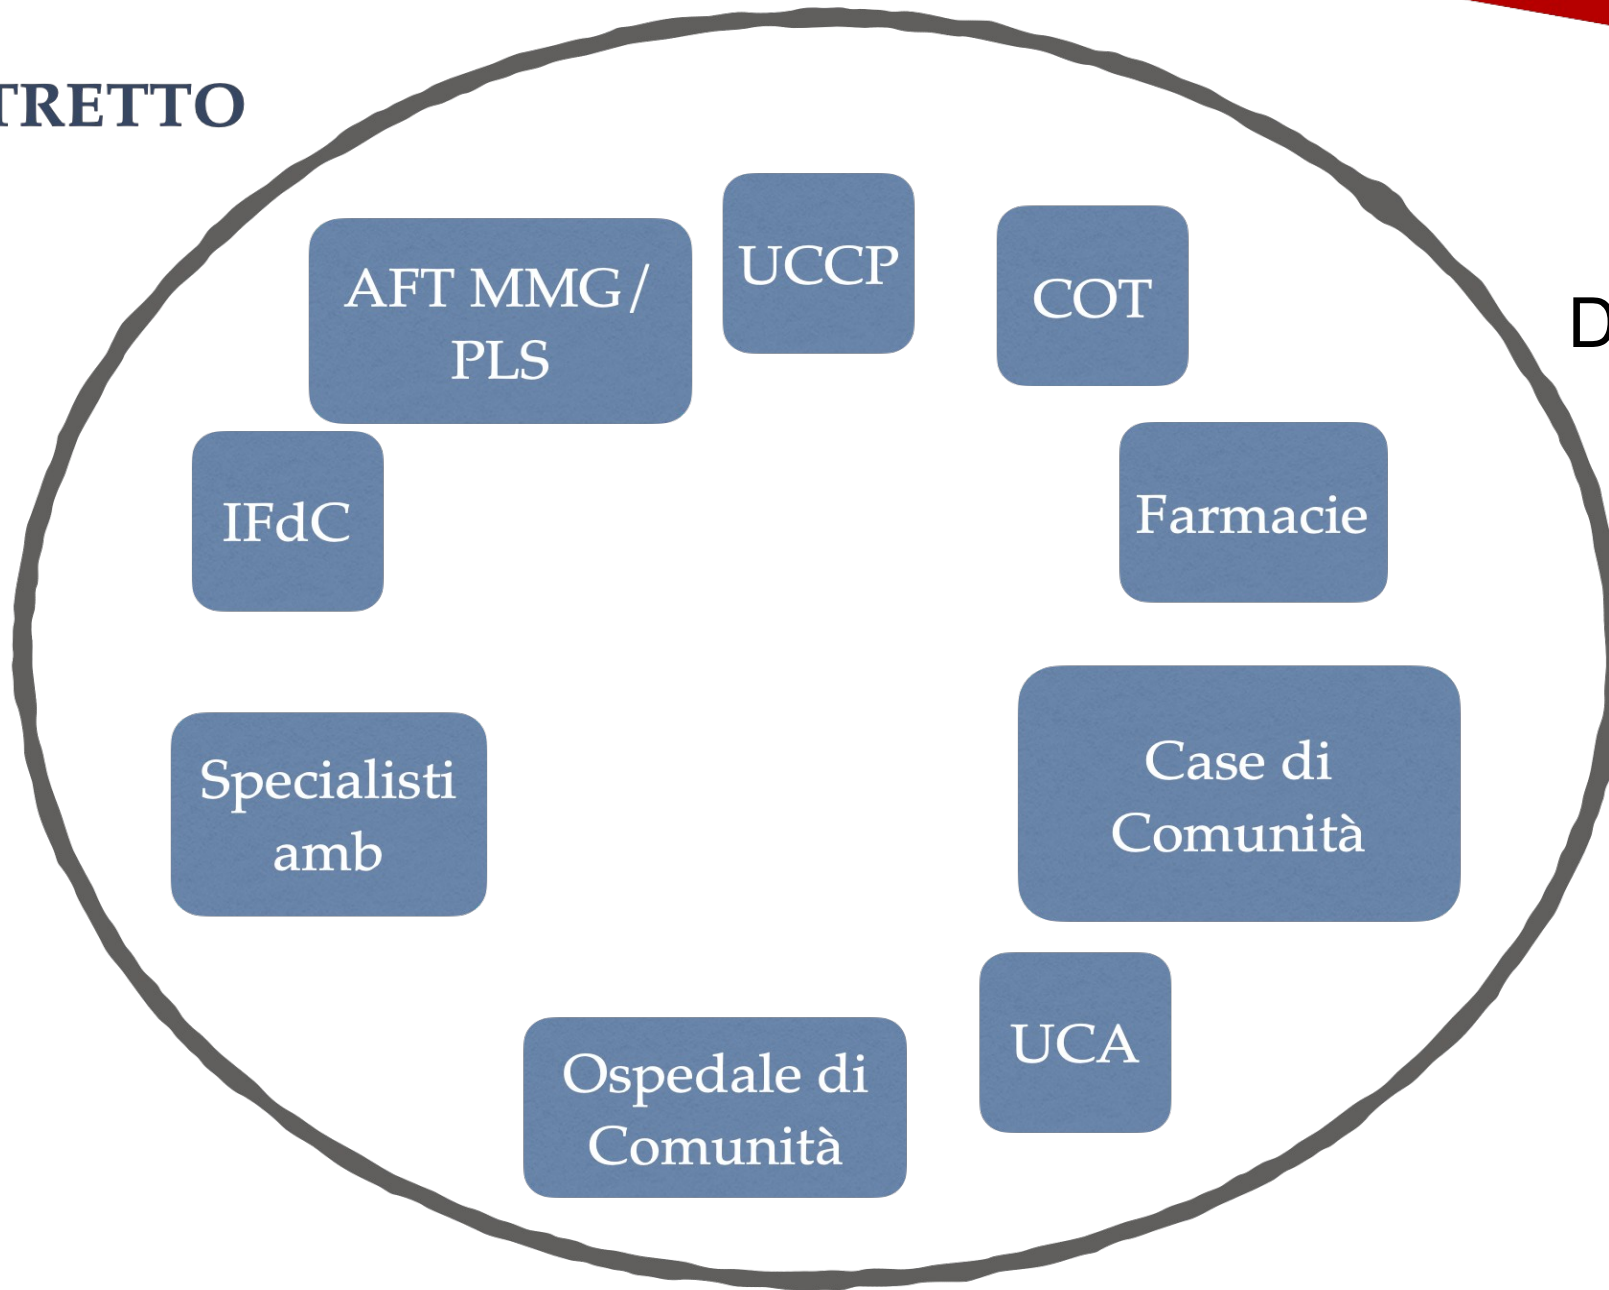 TRETTO
UCCP
AFT MMG/
PLS
COT
D
IFdC
Farmacie
Specialisti
amb
Case di
Comunità
UCA
Ospedale di
Comunità